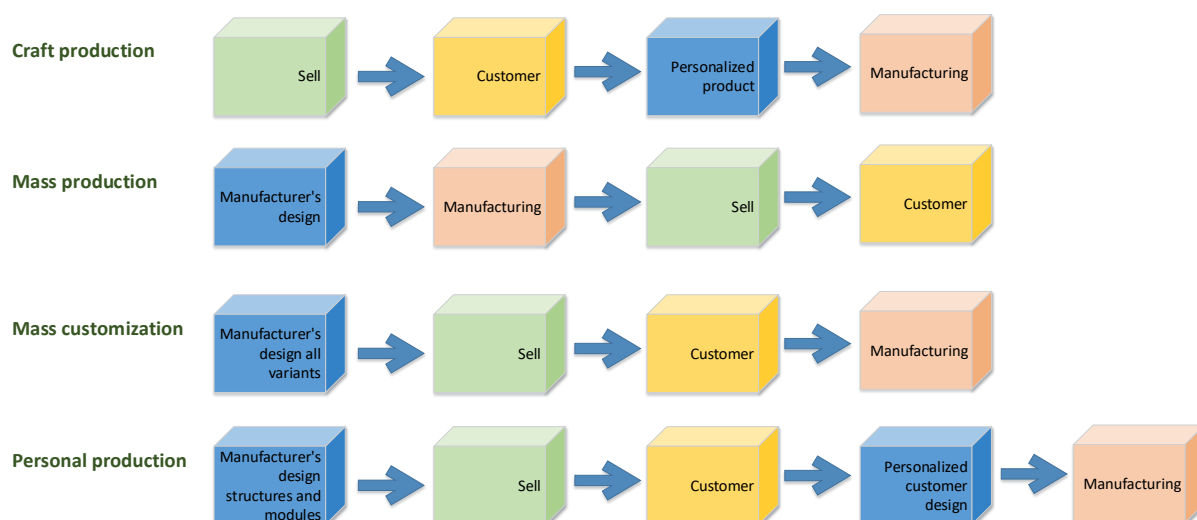 Craft production
Sell
Customer
Personalized
product
Manufacturing
Mass production
Manufacturer's
design
Manufacturing
Sell
Customer
Mass customization
Manufacturer's
design all
variants
Sell
Customer
Manufacturing
Personal production
Manufacturer's
design
structures and
modules
Sell
Customer
Personalized
customer
design
Manufacturing